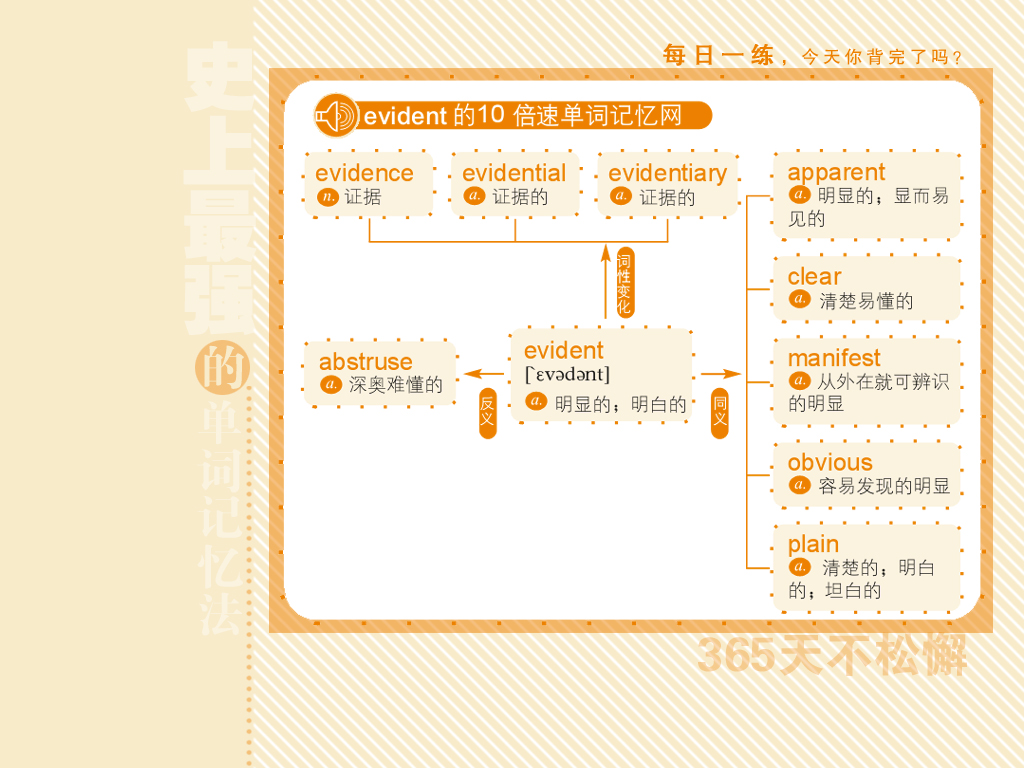 每日一练，今天你背完了吗？
史上最强的单词记忆法
evident 的10 倍速单词记忆网
evidence
n. 证据
evidential
a. 证据的
evidentiary
a. 证据的
词性变化
evident
[ˋɛvədənt]
a. 明显的；明白的
反义
abstruse
a. 深奥难懂的
同义
apparent
a. 明显的；显而易
见的
clear
a. 清楚易懂的
manifest
a. 从外在就可辨识
的明显
obvious
a. 容易发现的明显
plain
a. 清楚的；明白
的；坦白的
365天不松懈